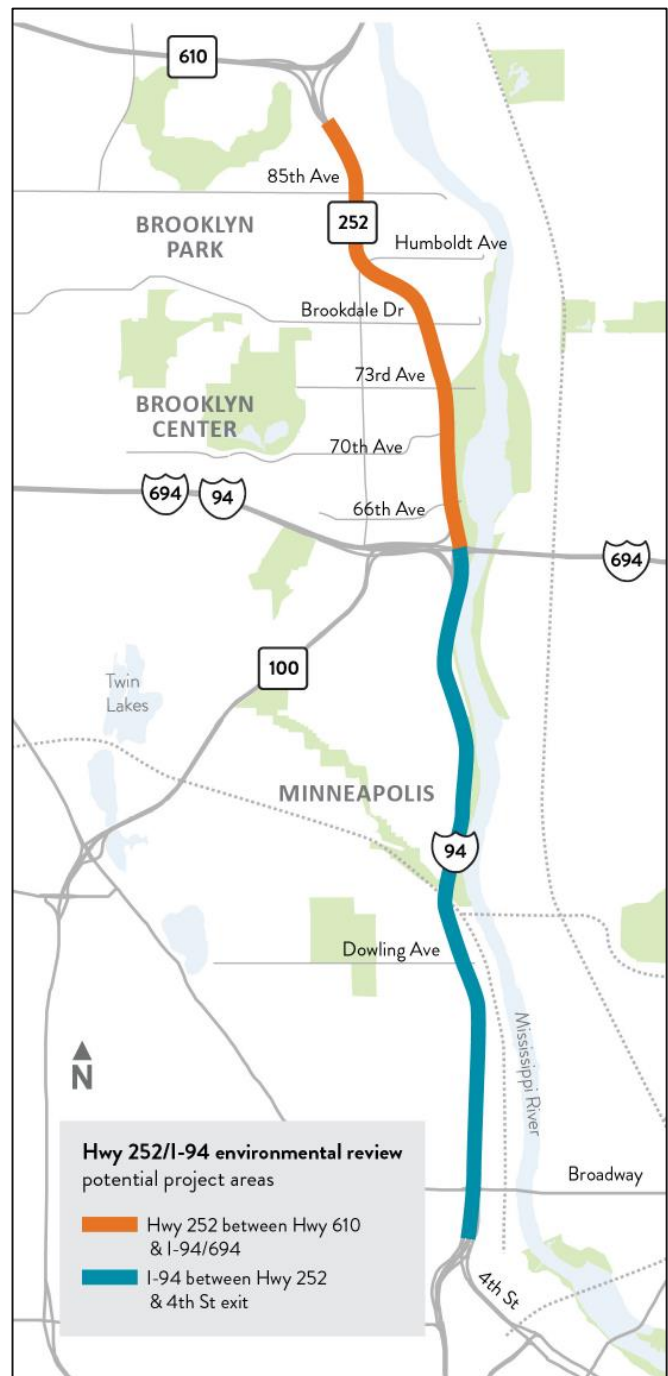 610
85th Ave
252
BROOKLYN
PARK
Humboldt Ave
Brookdale Dr
73rd Ave
BROOKLYN
CENTER
70th Ave
694
94
66th Ave
694
100
Twin
Lakes
MINNEAPOLIS
94
Dowling Ave
Mississippi River
N
Hwy 252/I-94 environmental review
potential project areas
Hwy 252 between Hwy 610
& I-94/694
I-94 between Hwy 252
& 4th St exit
Broadway
4th St